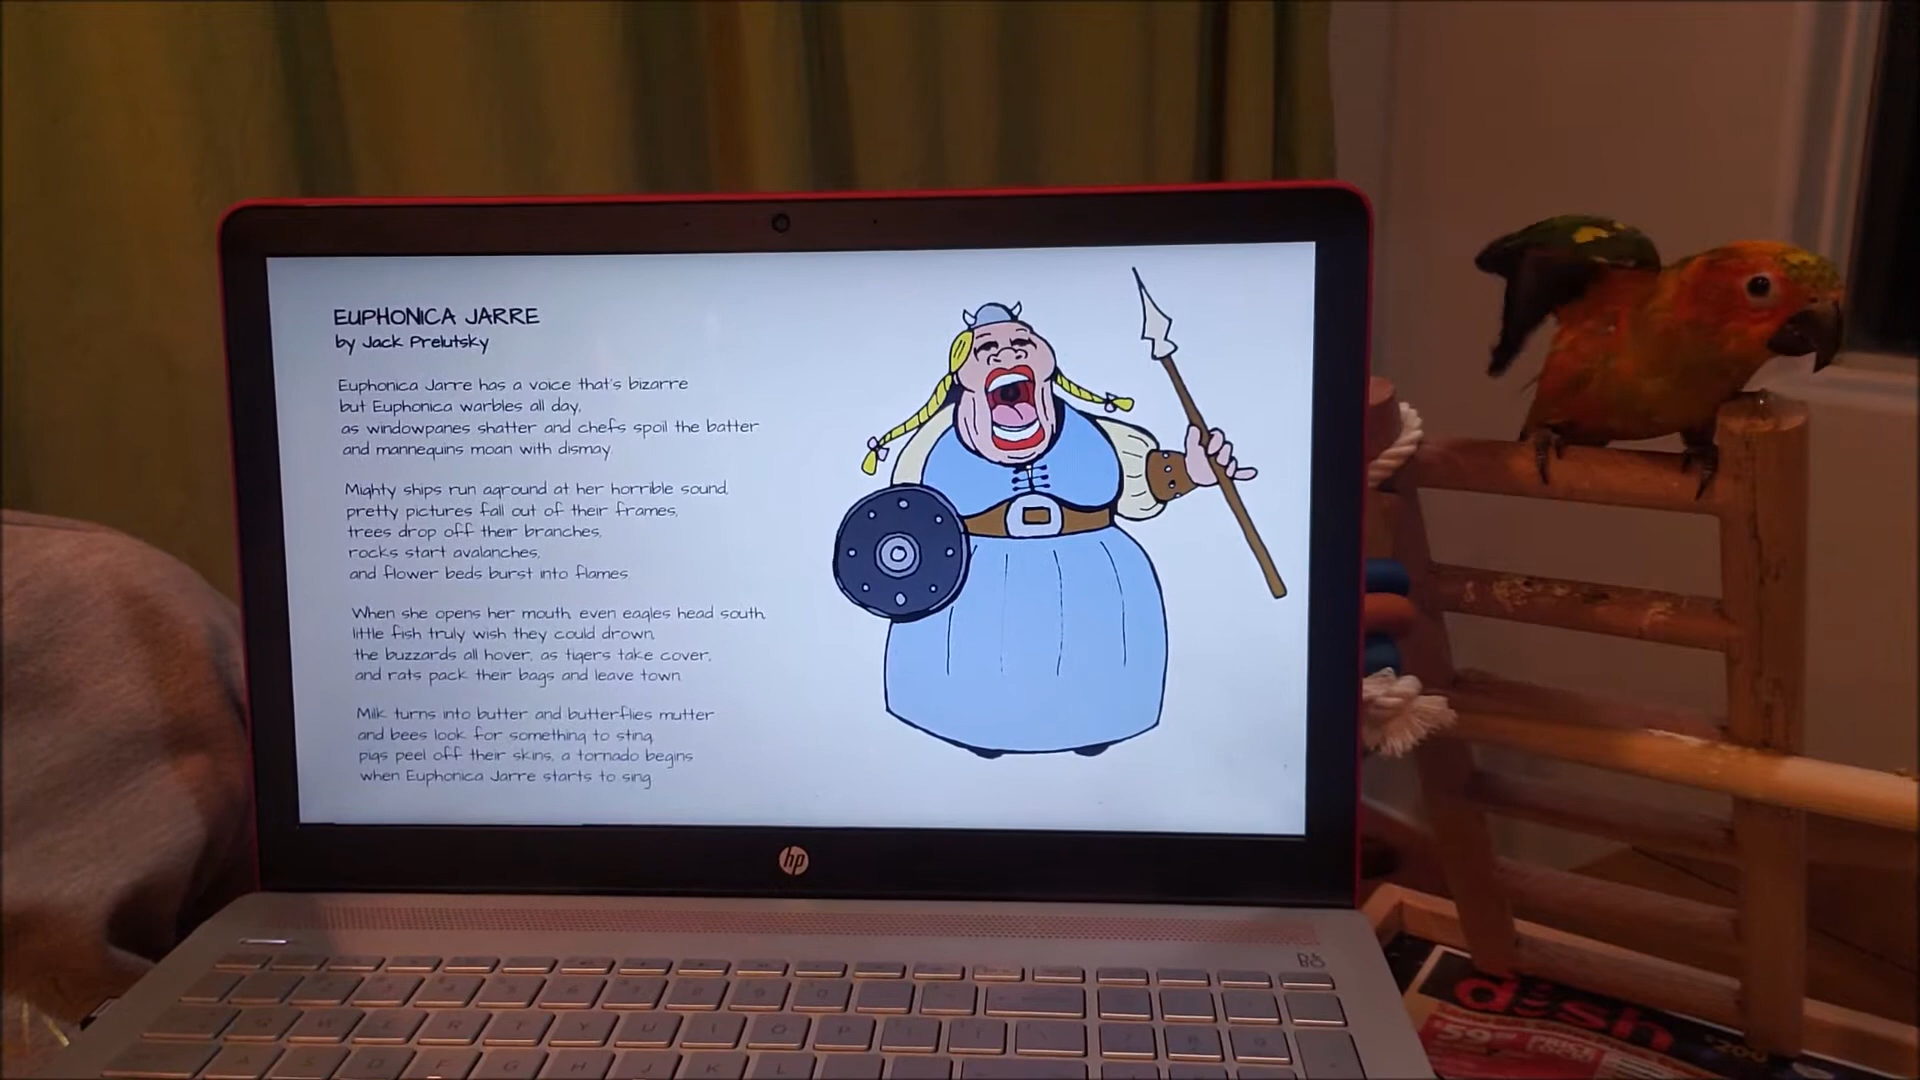 EUPHONICA JARRE
by Jack Prelutsky
Euphonica Jarre has a voice that's bizarre
but Euphonica warbles all day,
as windowpanes shatter and chefs spoil the batter
and mannequins moan with dismay.
Mighty ships run aground at her horrible sound,
pretty pictures fall out of their frames,
trees drop off their branches,
rocks start avalanches,
and flower beds burst into flames.
When she opens her mouth, even eagles head south,
little fish truly wish they could drown,
the buzzards all hover, as tigers take cover,
and rats pack their bags and leave town.
Milk turns into butter and butterflies mutter
and bees look for something to sting,
pigs peel off their skins, a tornado begins
when Euphonica Jarre starts to sing.
hp
B&O
dish
$59
PRICE